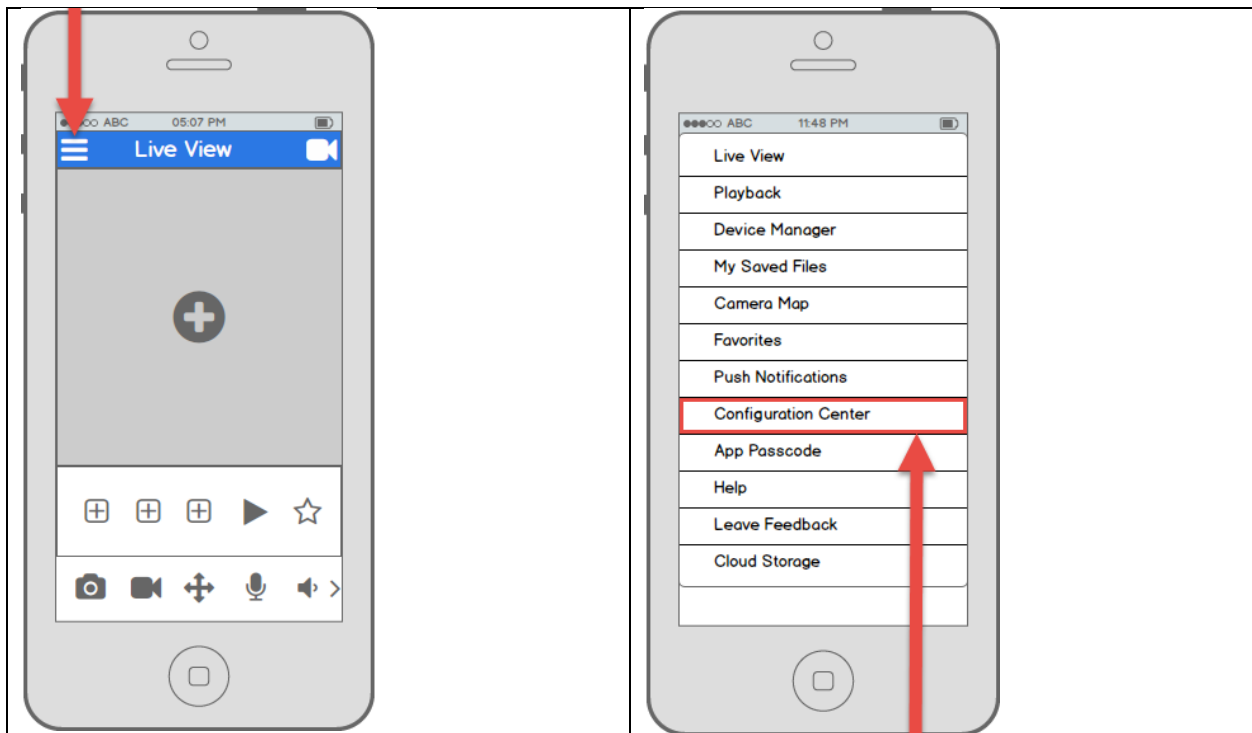 ABC 05:07 PM
Live View
ABC 11:48 PM
Live View
Playback
Device Manager
My Saved Files
Camera Map
Favorites
Push Notifications
Configuration Center
App Passcode
Help
Leave Feedback
Cloud Storage